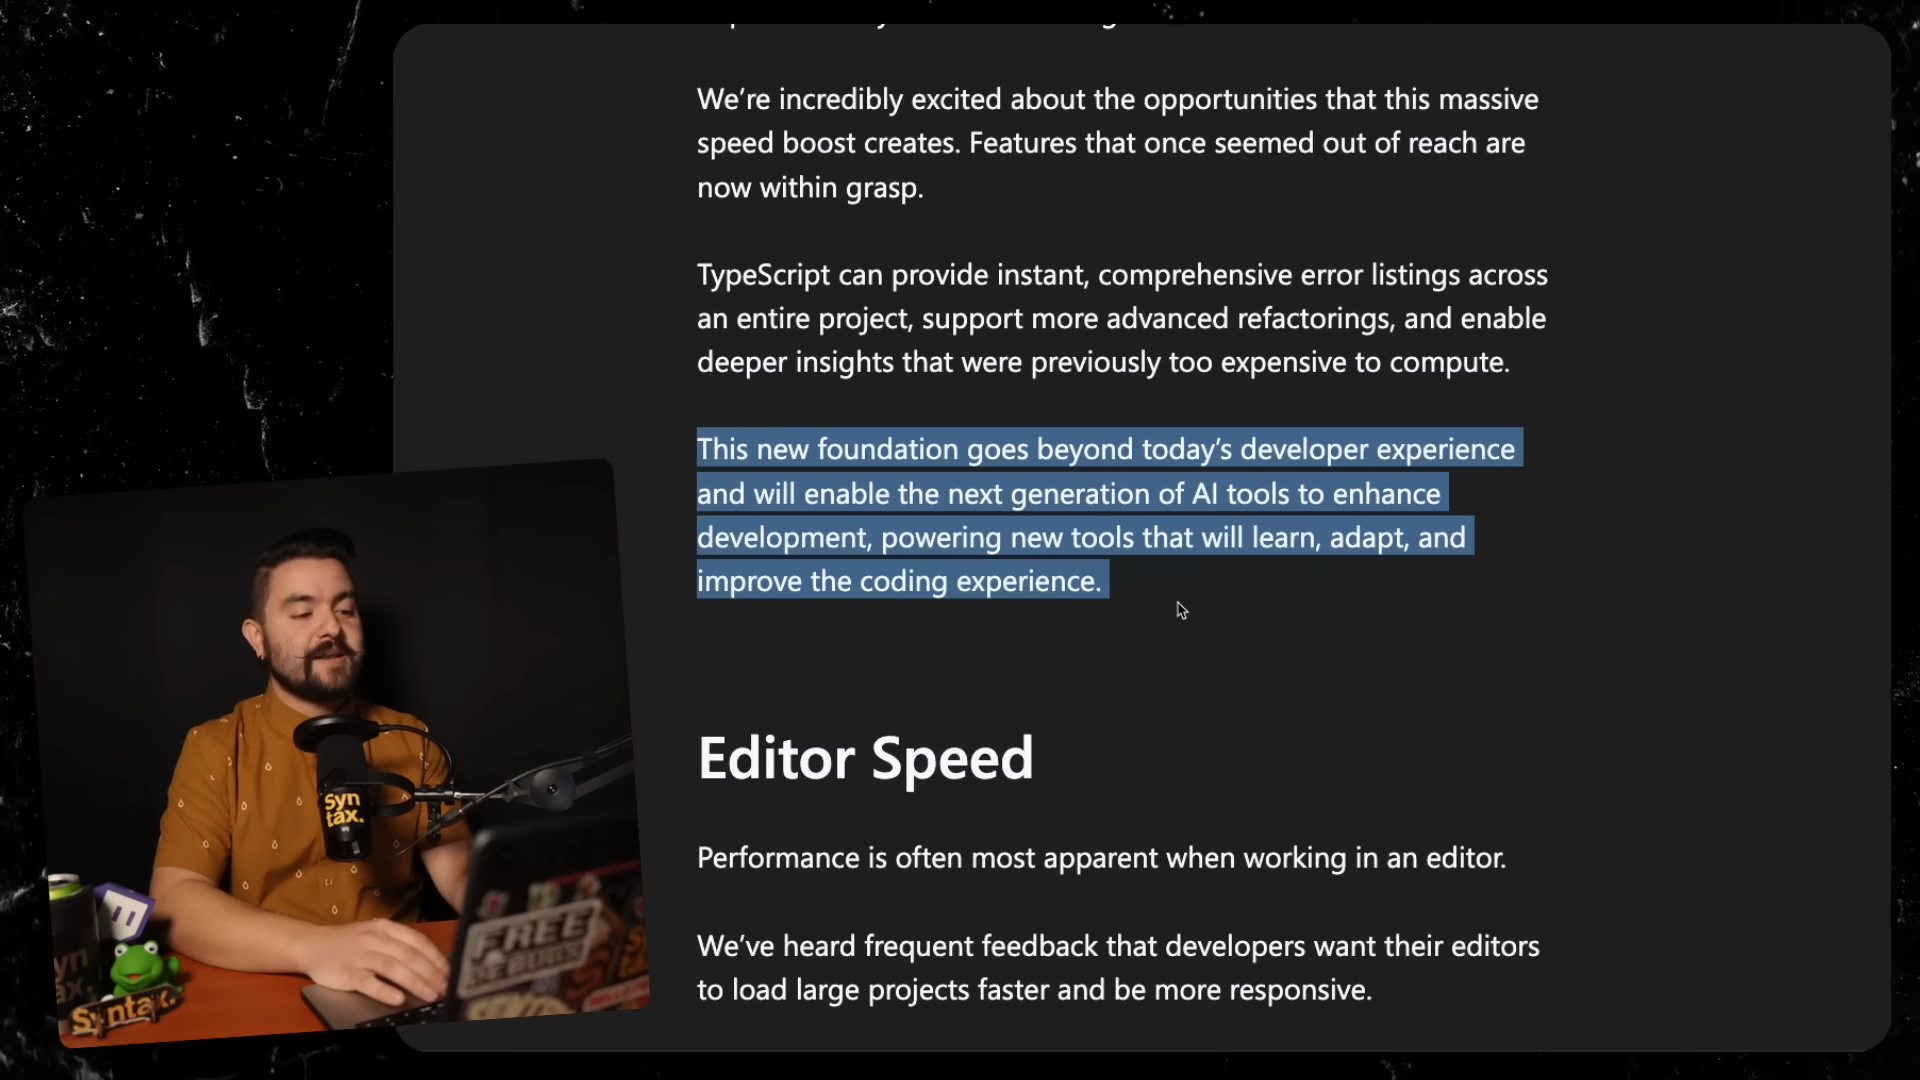 We’re incredibly excited about the opportunities that this massive
speed boost creates. Features that once seemed out of reach are
now within grasp.
TypeScript can provide instant, comprehensive error listings across
an entire project, support more advanced refactorings, and enable
deeper insights that were previously too expensive to compute.
This new foundation goes beyond today’s developer experience
and will enable the next generation of AI tools to enhance
development, powering new tools that will learn, adapt, and
improve the coding experience.
Editor Speed
Performance is often most apparent when working in an editor.
We’ve heard frequent feedback that developers want their editors
to load large projects faster and be more responsive.
Syn
tax.
FREE
Syntax.